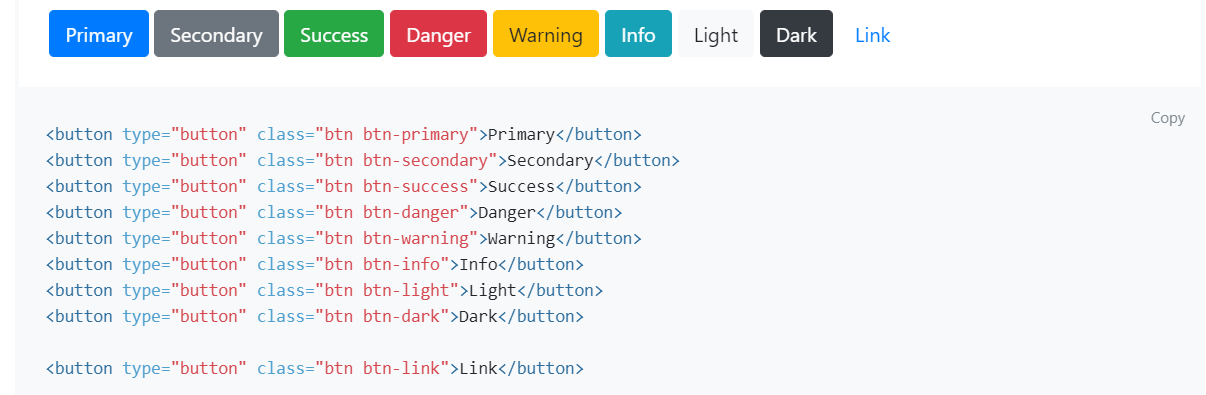 Primary Secondary Success Danger Warning Info Light Dark Link
Copy
<button type="button" class="btn btn-primary">Primary</button>
<button type="button" class="btn btn-secondary">Secondary</button>
<button type="button" class="btn btn-success">Success</button>
<button type="button" class="btn btn-danger">Danger</button>
<button type="button" class="btn btn-warning">Warning</button>
<button type="button" class="btn btn-info">Info</button>
<button type="button" class="btn btn-light">Light</button>
<button type="button" class="btn btn-dark">Dark</button>
<button type="button" class="btn btn-link">Link</button>